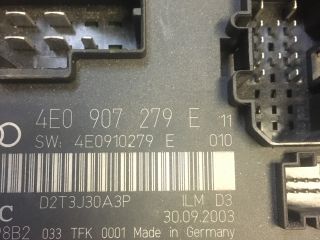 4E0 907 279 E 11
SW: 4E0910279 E 010
D2T3J30A3P ILM D3
C 30.09.2003
98B2 033 TFK 0001 Made in Germany